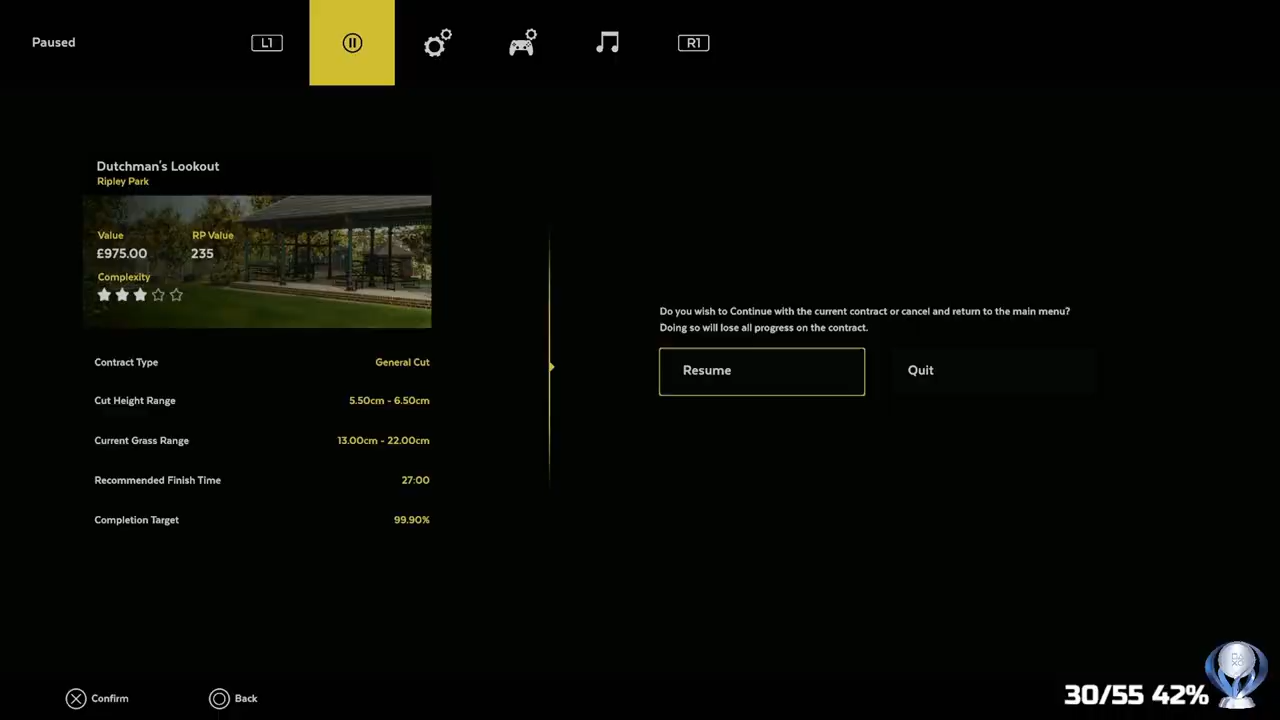 Paused
L1
R1
Dutchman's Lookout
Ripley Park
Value
RP Value
£975.00
235
Complexity
Contract Type
General Cut
Cut Height Range
5.50cm - 6.50cm
Current Grass Range
13.00cm - 22.00cm
Recommended Finish Time
27:00
Completion Target
99.90%
Do you wish to Continue with the current contract or cancel and return to the main menu?
Doing so will lose all progress on the contract.
Resume
Quit
Confirm
Back
30/55 42%